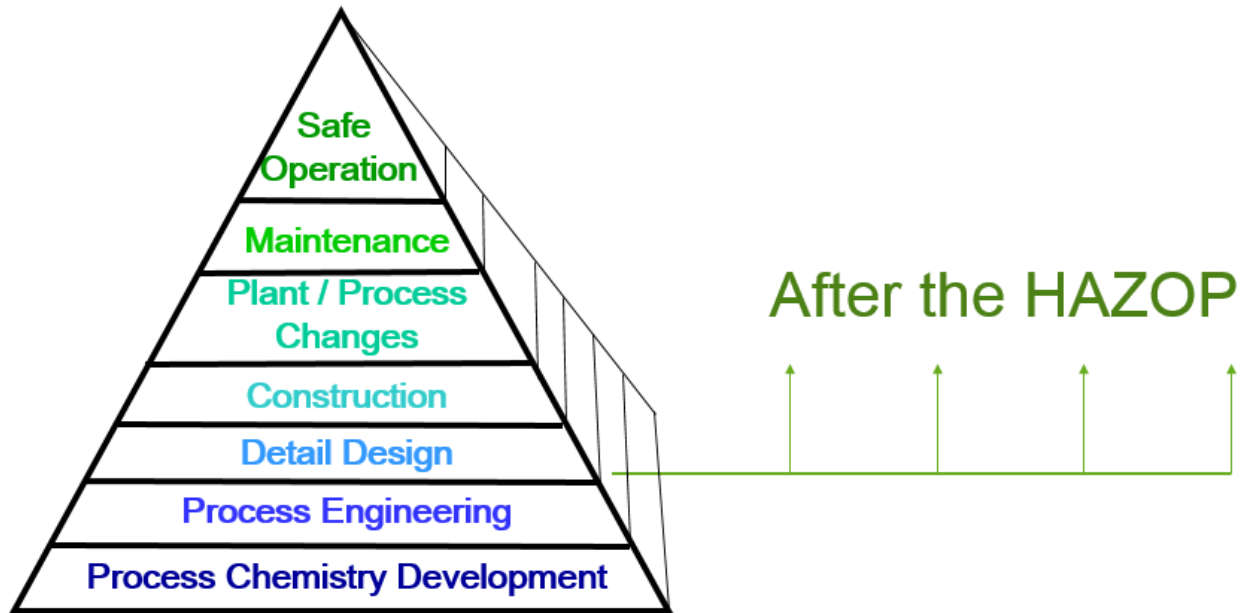 Safe
Operation
Maintenance
Plant / Process
Changes
Construction
Detail Design
Process Engineering
Process Chemistry Development
After the HAZOP